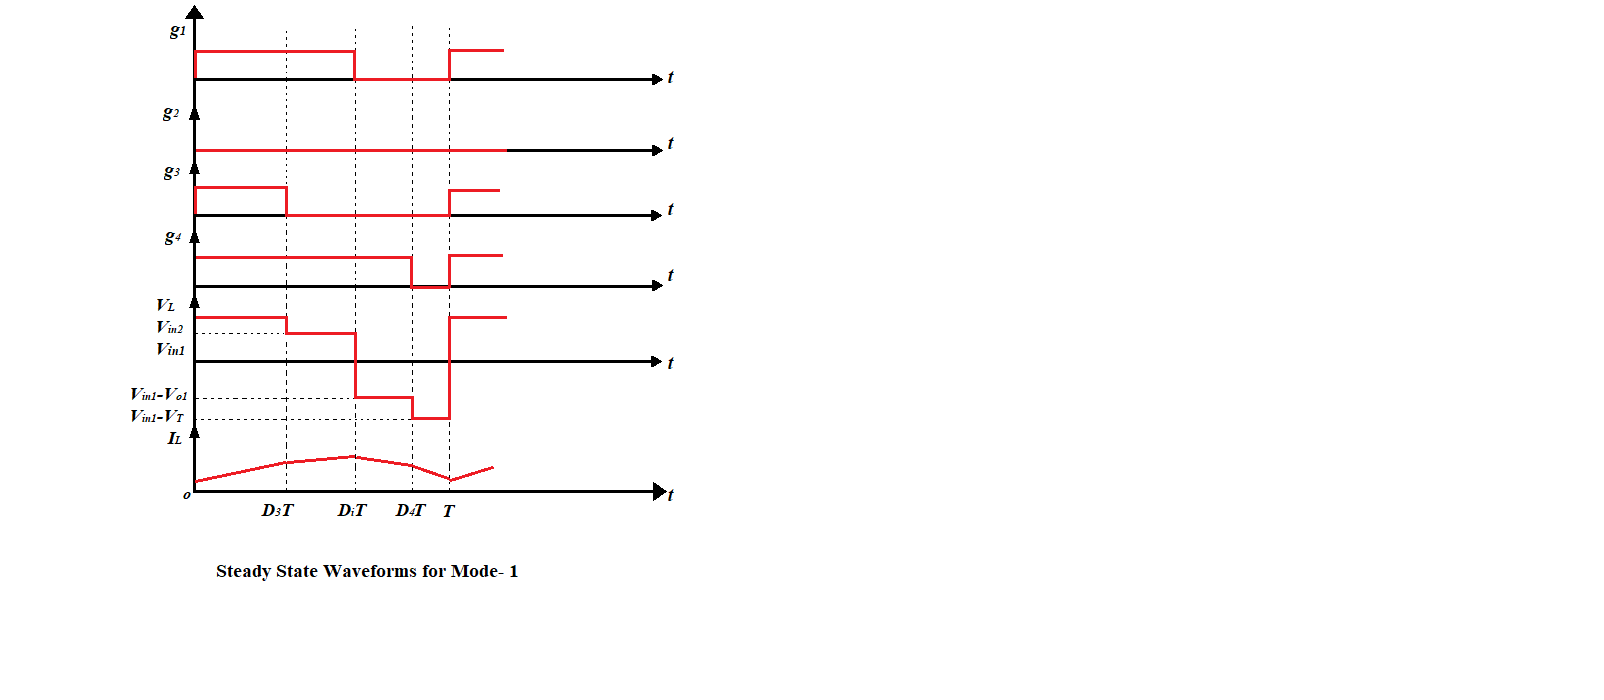 g1
t
g2
t
g3
t
g4
t
VL
Vin2
Vin1
t
Vin1-Vo1
Vin1-VT
IL
o
t
D3T DiT D4T T
Steady State Waveforms for Mode- 1